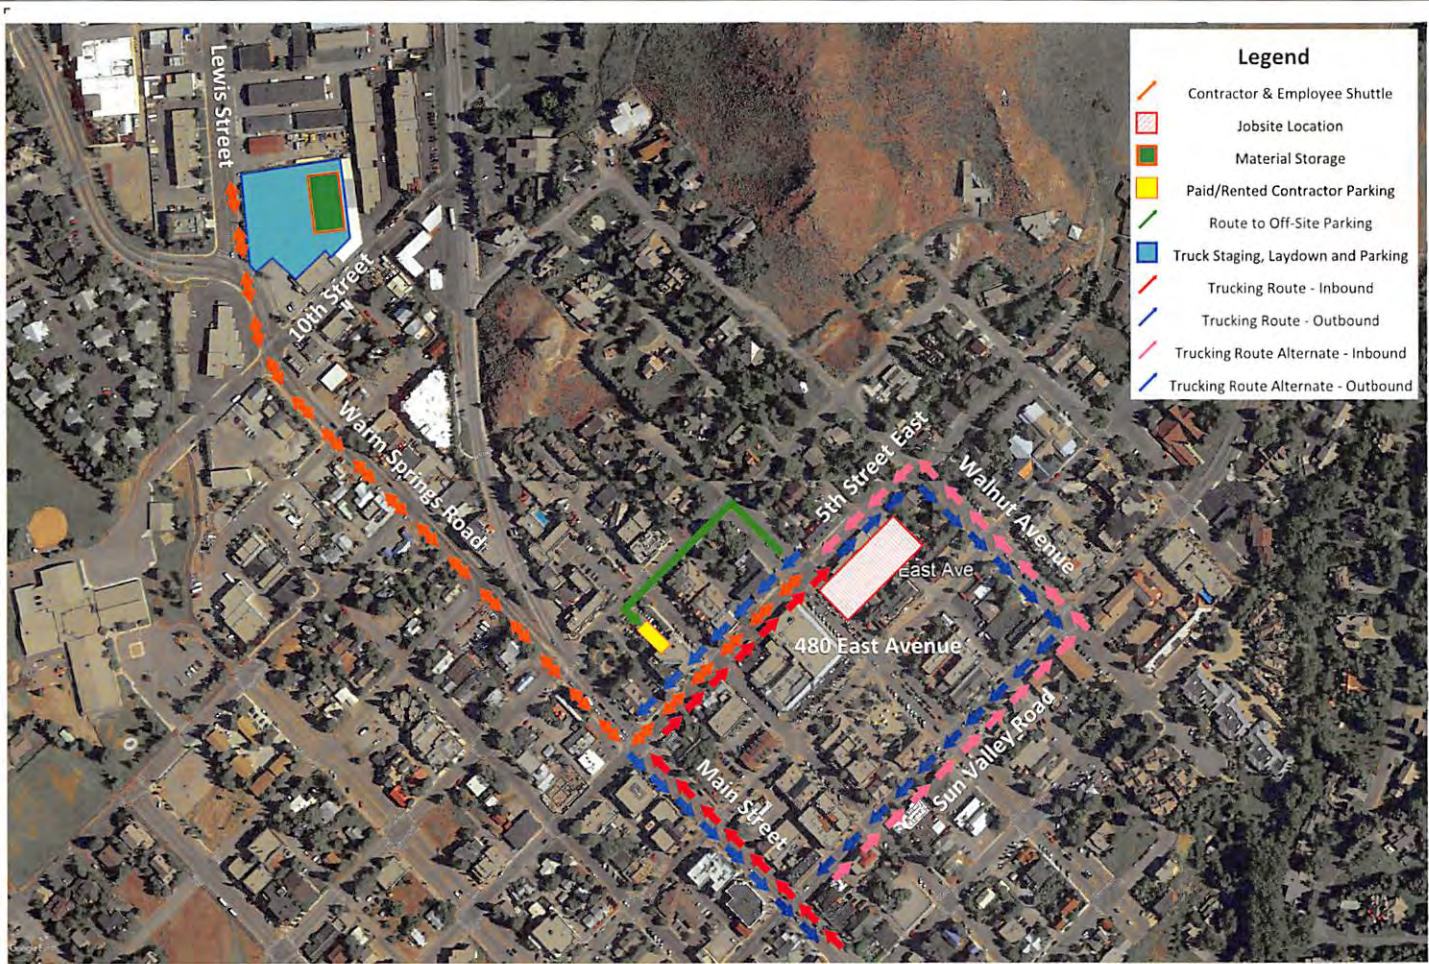 Legend
Contractor & Employee Shuttle
Jobsite Location
Material Storage
Paid/Rented Contractor Parking
Route to Off-Site Parking
Truck Staging, Laydown and Parking
Trucking Route - Inbound
Trucking Route - Outbound
Trucking Route Alternate - Inbound
Trucking Route Alternate - Outbound
Lewis Street
10th Street
Warm Springs Road
5th Street East
Walnut Avenue
East Ave
480 East Avenue
Main Street
Sun Valley Road